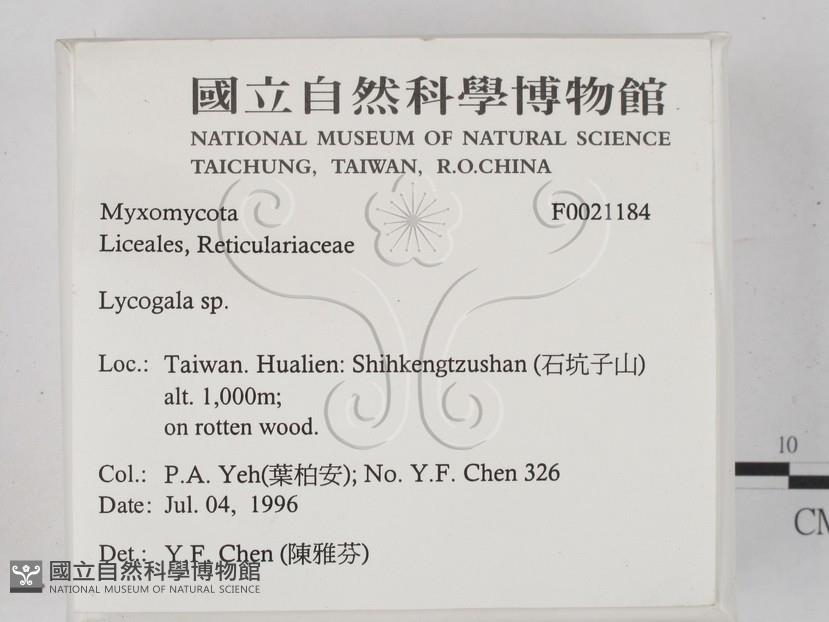 國立自然科學博物館
NATIONAL MUSEUM OF NATURAL SCIENCE
TAICHUNG, TAIWAN, R.O.CHINA
Myxomycota F0021184
Liceales, Reticulariaceae
Lycogala sp.
Loc.: Taiwan. Hualien: Shihkengtzushan (石坑子山)
alt. 1,000m;
on rotten wood.
Col.: P.A. Yeh(葉柏安); No. Y.F. Chen 326
Date: Jul. 04, 1996
Det.: Y.F. Chen (陳雅芬)
國立自然科學博物館
NATIONAL MUSEUM OF NATURAL SCIENCE
10
CM